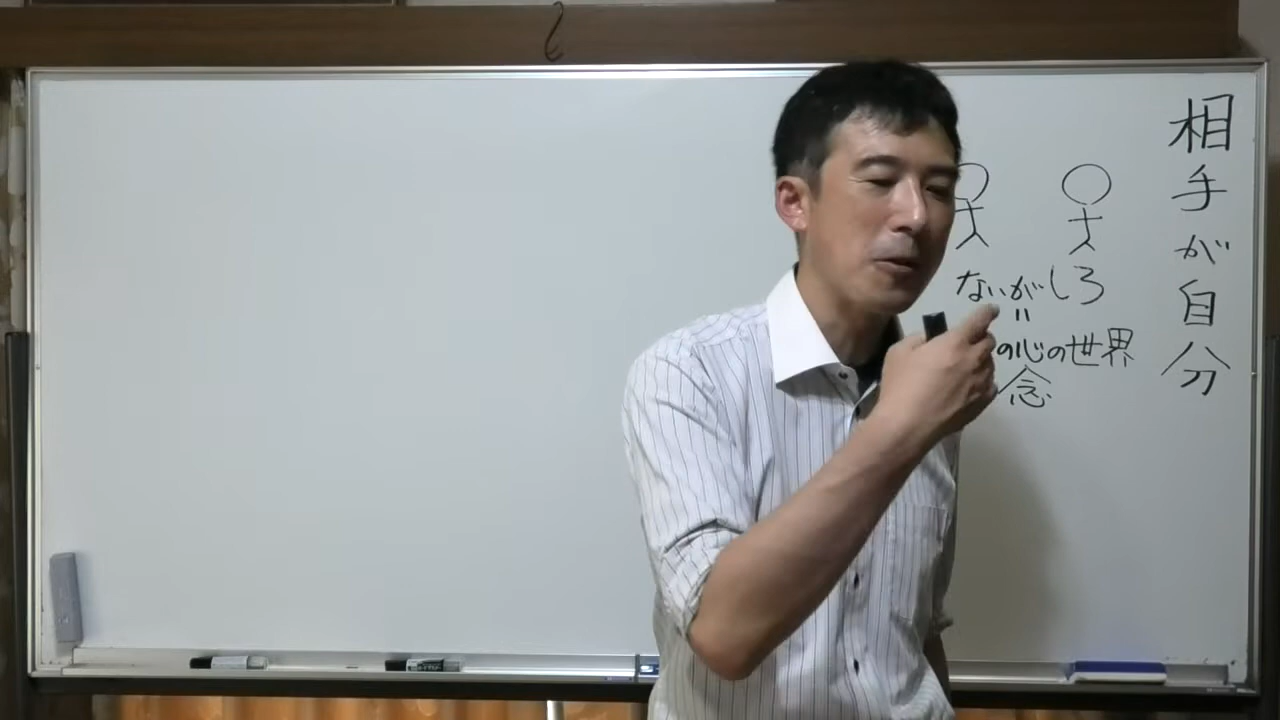 相手が自分
ないがしろ
〃
の心の世界
念